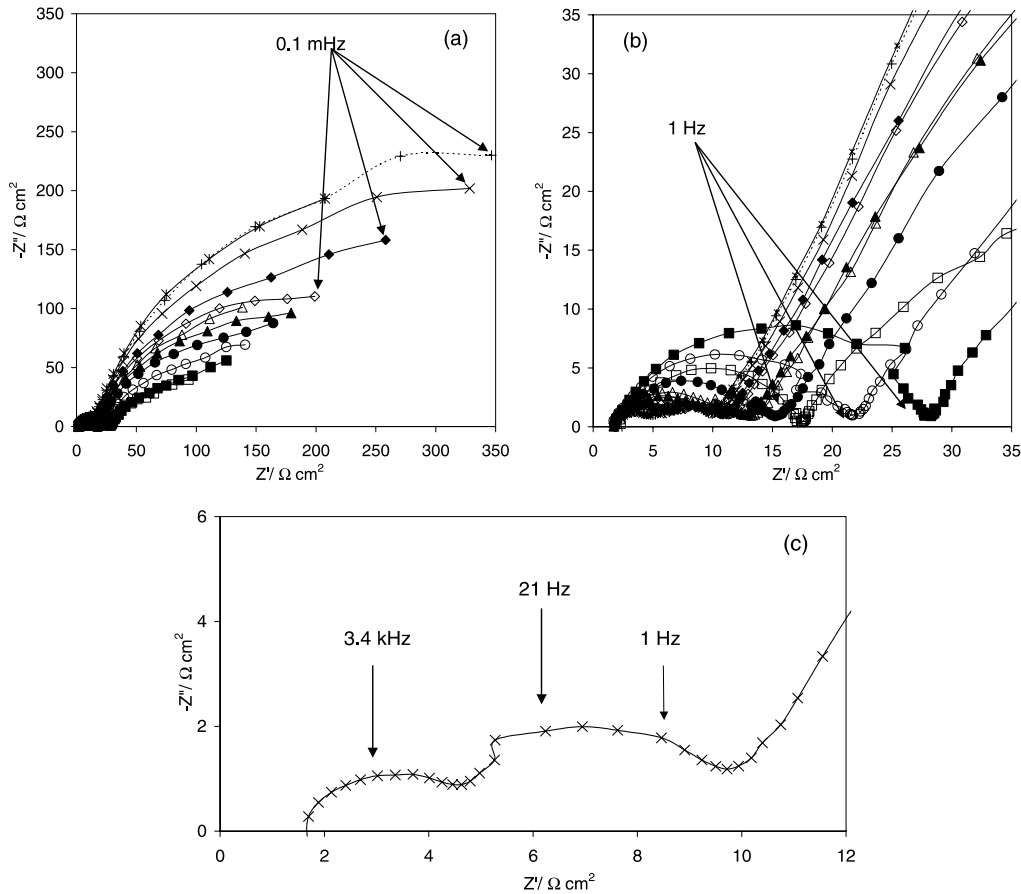 350
300
250
200
150
100
50
0
-Z''/ Ω cm²
0.1 mHz
(a)
0 50 100 150 200 250 300 350
Z'/ Ω cm²
35
30
25
20
15
10
5
0
-Z''/ Ω cm²
(b)
1 Hz
0 5 10 15 20 25 30 35
Z'/ Ω cm²
6
4
2
0
-Z''/ Ω cm²
(c)
21 Hz
3.4 kHz
1 Hz
0 2 4 6 8 10 12
Z'/ Ω cm²